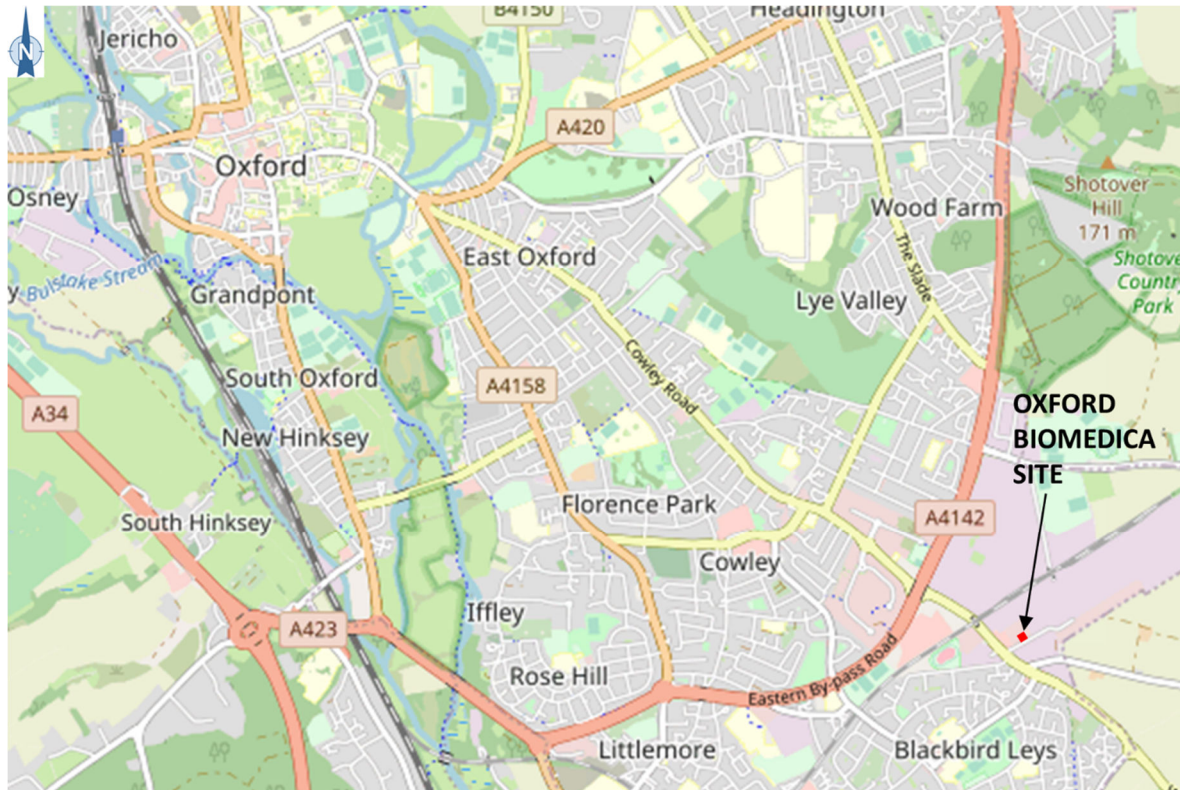 N
B4150
Headington
Jericho
A420
Oxford
Osney
Shotover
Hill
171 m
Wood Farm
East Oxford
The Slade
Shotove
Countr
Park
Bulstake Stream
y
Grandpont
Lye Valley
Cowley Road
South Oxford
A4158
A34
OXFORD
BIOMEDICA
SITE
New Hinksey
Florence Park
South Hinksey
A4142
Cowley
Iffley
A423
Rose Hill
Eastern By-pass Road
Littlemore
Blackbird Leys